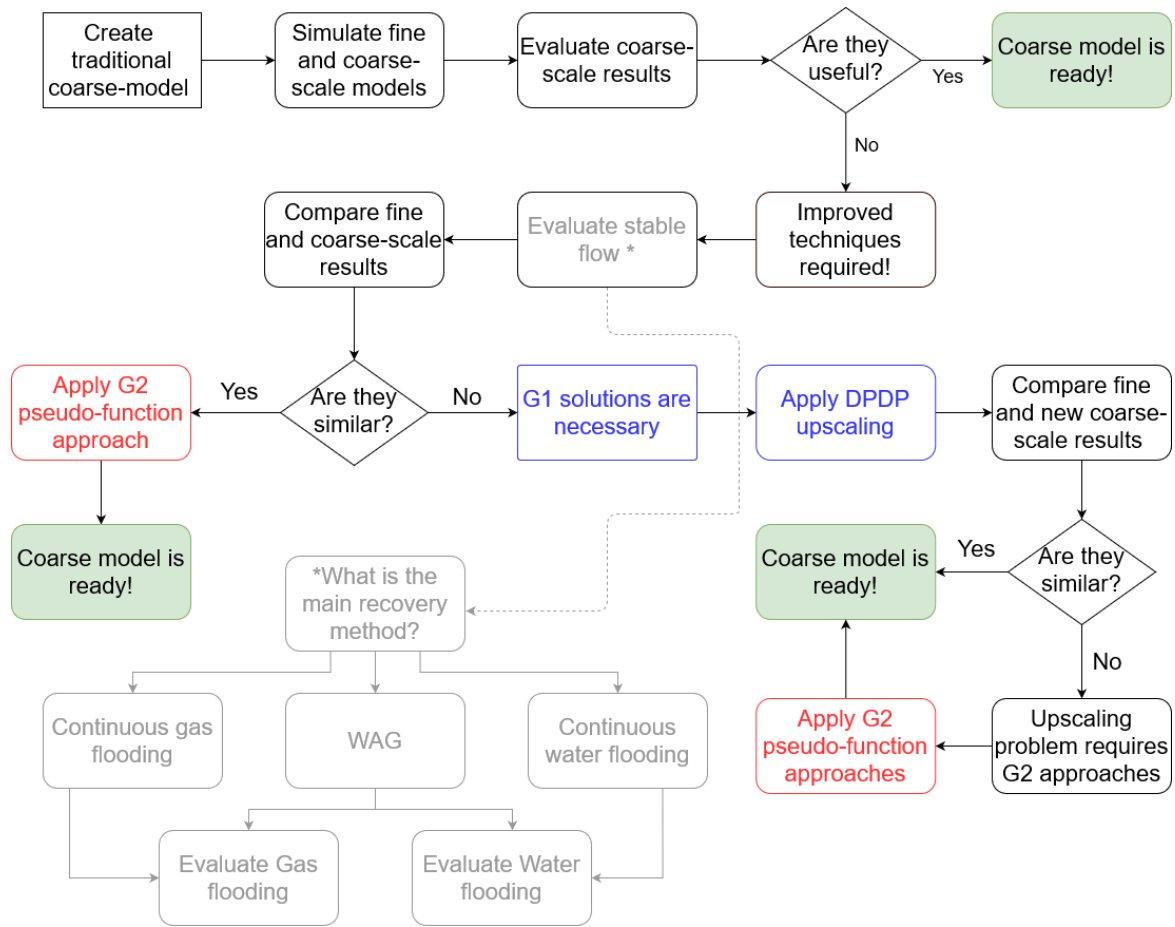 Create
traditional
coarse-model
Simulate fine
and coarse-
scale models
Evaluate coarse-
scale results
Are they
useful?
Yes
Coarse model is
ready!
No
Compare fine
and coarse-scale
results
Evaluate stable
flow *
Improved
techniques
required!
Apply G2
pseudo-function
approach
Yes
Are they
similar?
No
G1 solutions are
necessary
Apply DPDP
upscaling
Compare fine
and new coarse-
scale results
Coarse model is
ready!
*What is the
main recovery
method?
Coarse model is
ready!
Yes
Are they
similar?
No
Continuous gas
flooding
WAG
Continuous
water flooding
Apply G2
pseudo-function
approaches
Upscaling
problem requires
G2 approaches
Evaluate Gas
flooding
Evaluate Water
flooding